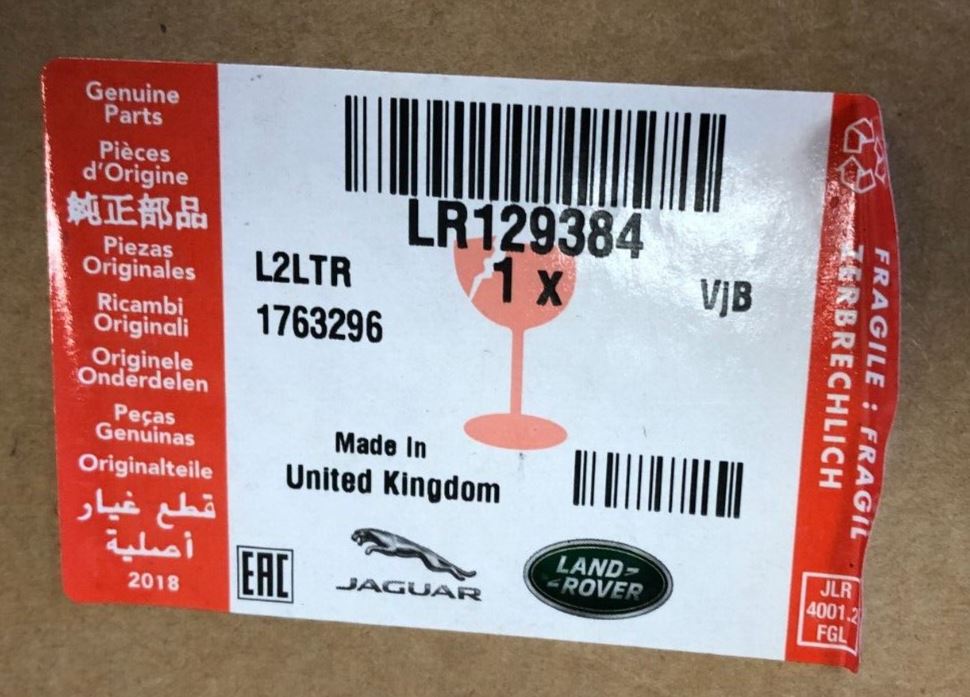 Genuine
Parts
Pièces
d'Origine
純正部品
Piezas
Originales
Ricambi
Originali
Originele
Onderdelen
Peças
Genuinas
Originalteile
قطع غيار
أصلية
2018
LR129384
1 x
L2LTR
VjB
1763296
Made In
United Kingdom
EAC
JAGUAR
LAND-
-ROVER
FRAGILE : FRAGIL
ZERBRECHLICH
JLR
4001.2
FGL